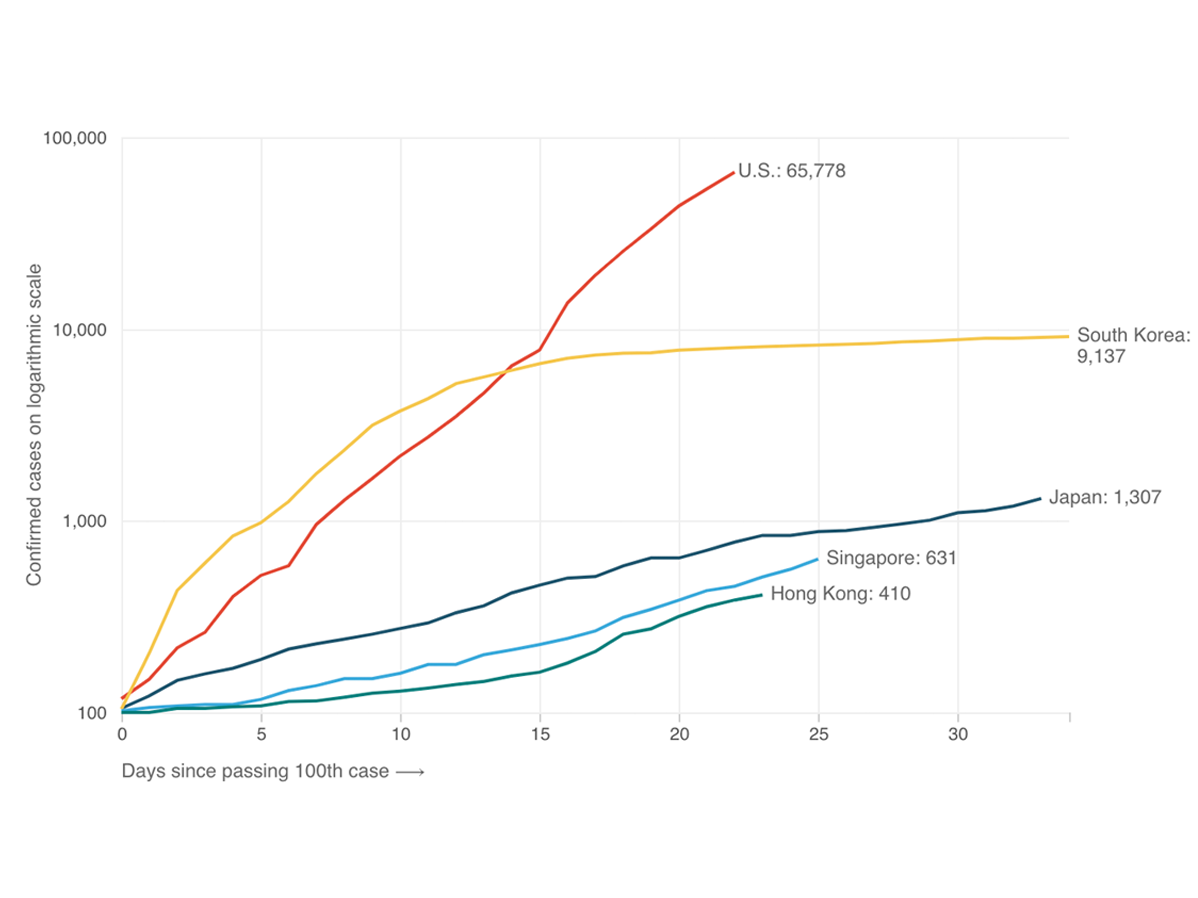 100,000
10,000
1,000
100
Confirmed cases on logarithmic scale
U.S.: 65,778
South Korea:
9,137
Japan: 1,307
Singapore: 631
Hong Kong: 410
0 5 10 15 20 25 30
Days since passing 100th case ⟶